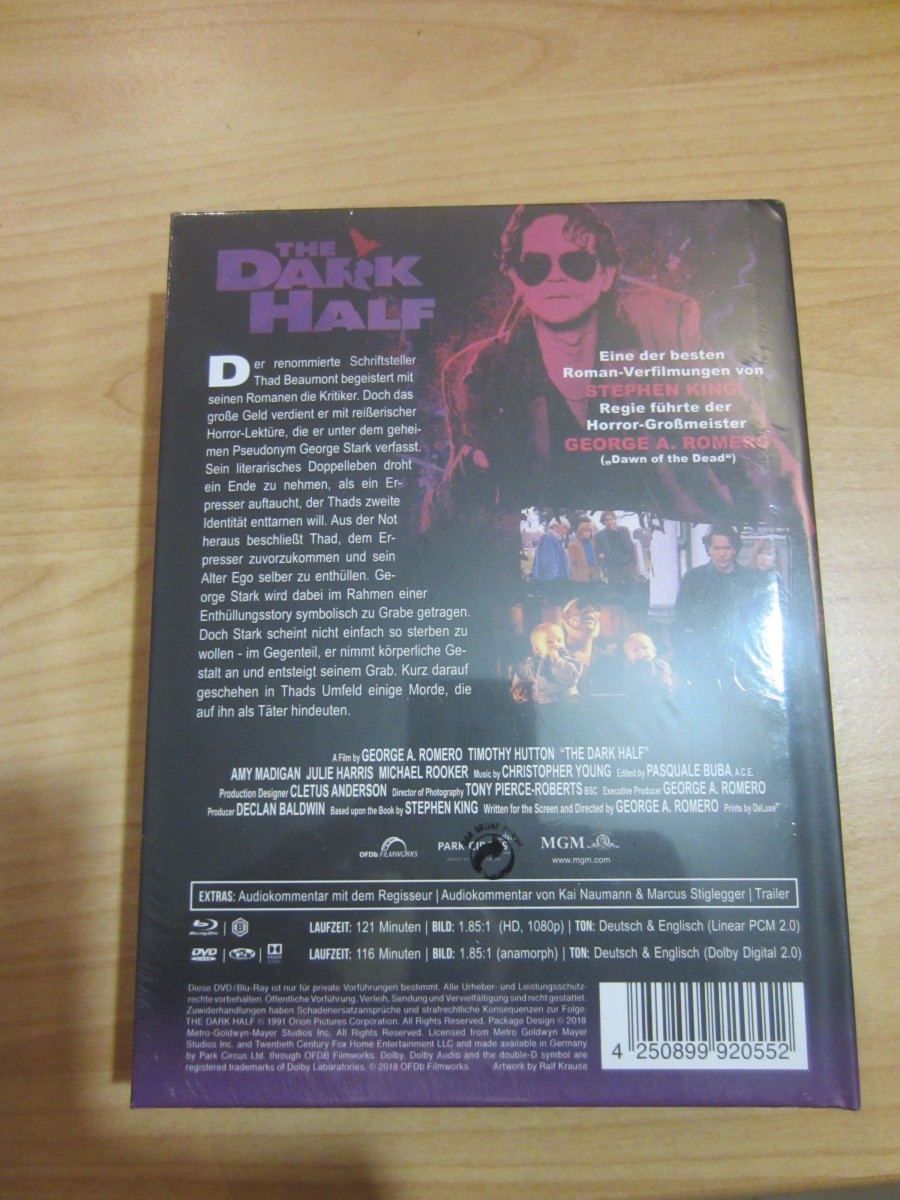 THE
DARK
HALF
Der renommierte Schriftsteller
Thad Beaumont begeistert mit
seinen Romanen die Kritiker. Doch das
große Geld verdient er mit reißerischer
Horror-Lektüre, die er unter dem gehei-
men Pseudonym George Stark verfasst.
Sein literarisches Doppelleben droht
ein Ende zu nehmen, als ein Er-
presser auftaucht, der Thads zweite
Identität enttarnen will. Aus der Not
heraus beschließt Thad, dem Er-
presser zuvorzukommen und sein
Alter Ego selber zu enthüllen. Ge-
orge Stark wird dabei im Rahmen einer
Enthüllungsstory symbolisch zu Grabe getragen.
Doch Stark scheint nicht einfach so sterben zu
wollen - im Gegenteil, er nimmt körperliche Ge-
stalt an und entsteigt seinem Grab. Kurz darauf
geschehen in Thads Umfeld einige Morde, die
auf ihn als Täter hindeuten.
Eine der besten
Roman-Verfilmungen von
STEPHEN KING!
Regie führte der
Horror-Großmeister
GEORGE A. ROMERO
(„Dawn of the Dead“)
A Film by GEORGE A. ROMERO TIMOTHY HUTTON "THE DARK HALF"
AMY MADIGAN JULIE HARRIS MICHAEL ROOKER Music by CHRISTOPHER YOUNG Edited by PASQUALE BUBA, A.C.E.
Production Designer CLETUS ANDERSON Director of Photography TONY PIERCE-ROBERTS BSC Executive Producer GEORGE A. ROMERO
Producer DECLAN BALDWIN Based upon the Book by STEPHEN KING Written for the Screen and Directed by GEORGE A. ROMERO Prints by DeLuxe®
OFDb FILMWORKS PARK CIRCUS MGM
www.mgm.com
EXTRAS: Audiokommentar mit dem Regisseur | Audiokommentar von Kai Naumann & Marcus Stiglegger | Trailer
Blu-ray Disc B LAUFZEIT: 121 Minuten | BILD: 1.85:1 (HD, 1080p) | TON: Deutsch & Englisch (Linear PCM 2.0)
DVD 2 LAUFZEIT: 116 Minuten | BILD: 1.85:1 (anamorph) | TON: Deutsch & Englisch (Dolby Digital 2.0)
Diese DVD/Blu-Ray ist nur für private Vorführungen bestimmt. Alle Urheber- und Leistungsschutz-
rechte vorbehalten. Öffentliche Vorführung, Verleih, Sendung und Vervielfältigung sind nicht gestattet.
Zuwiderhandlungen haben Schadenersatzansprüche und strafrechtliche Konsequenzen zur Folge.
THE DARK HALF © 1991 Orion Pictures Corporation. All Rights Reserved. Package Design © 2018
Metro-Goldwyn-Mayer Studios Inc. All Rights Reserved. Licensed from Metro Goldwyn Mayer
Studios Inc. and Twentieth Century Fox Home Entertainment LLC and made available in Germany
by Park Circus Ltd. through OFDB Filmworks. Dolby, Dolby Audio and the double-D symbol are
registered trademarks of Dolby Laboratories. © 2018 OFDb Filmworks. Artwork by Ralf Krause
4 250899 920552